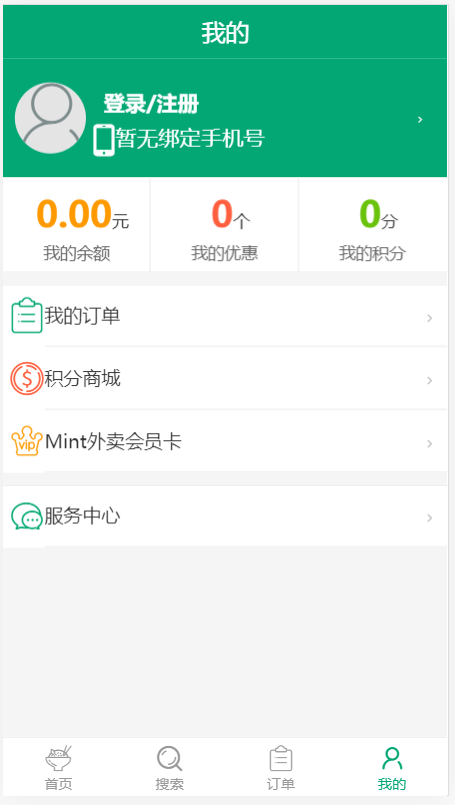 我的
登录/注册
暂无绑定手机号
0.00元 0个 0分
我的余额 我的优惠 我的积分
我的订单
积分商城
vip Mint外卖会员卡
服务中心
首页 搜索 订单 我的